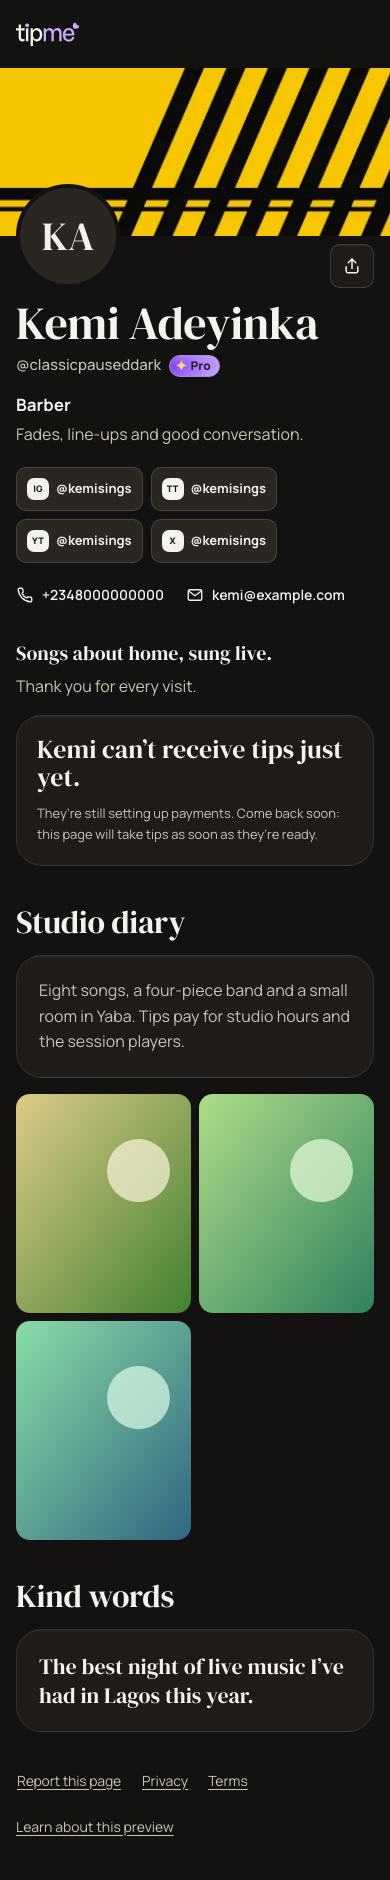 tipme
KA
Kemi Adeyinka
@classicpauseddark Pro
Barber
Fades, line-ups and good conversation.
IG @kemisings TT @kemisings
YT @kemisings X @kemisings
+2348000000000 kemi@example.com
Songs about home, sung live.
Thank you for every visit.
Kemi can’t receive tips just
yet.
They’re still setting up payments. Come back soon:
this page will take tips as soon as they’re ready.
Studio diary
Eight songs, a four-piece band and a small
room in Yaba. Tips pay for studio hours and
the session players.
Kind words
The best night of live music I’ve
had in Lagos this year.
Report this page Privacy Terms
Learn about this preview